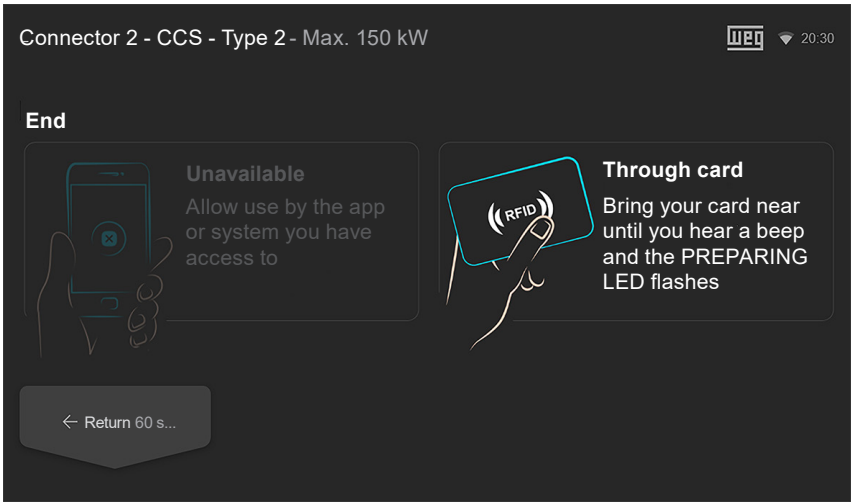 Connector 2 - CCS - Type 2 - Max. 150 kW
weg
20:30
End
Unavailable
Allow use by the app
or system you have
access to
RFID
Through card
Bring your card near
until you hear a beep
and the PREPARING
LED flashes
← Return 60 s...